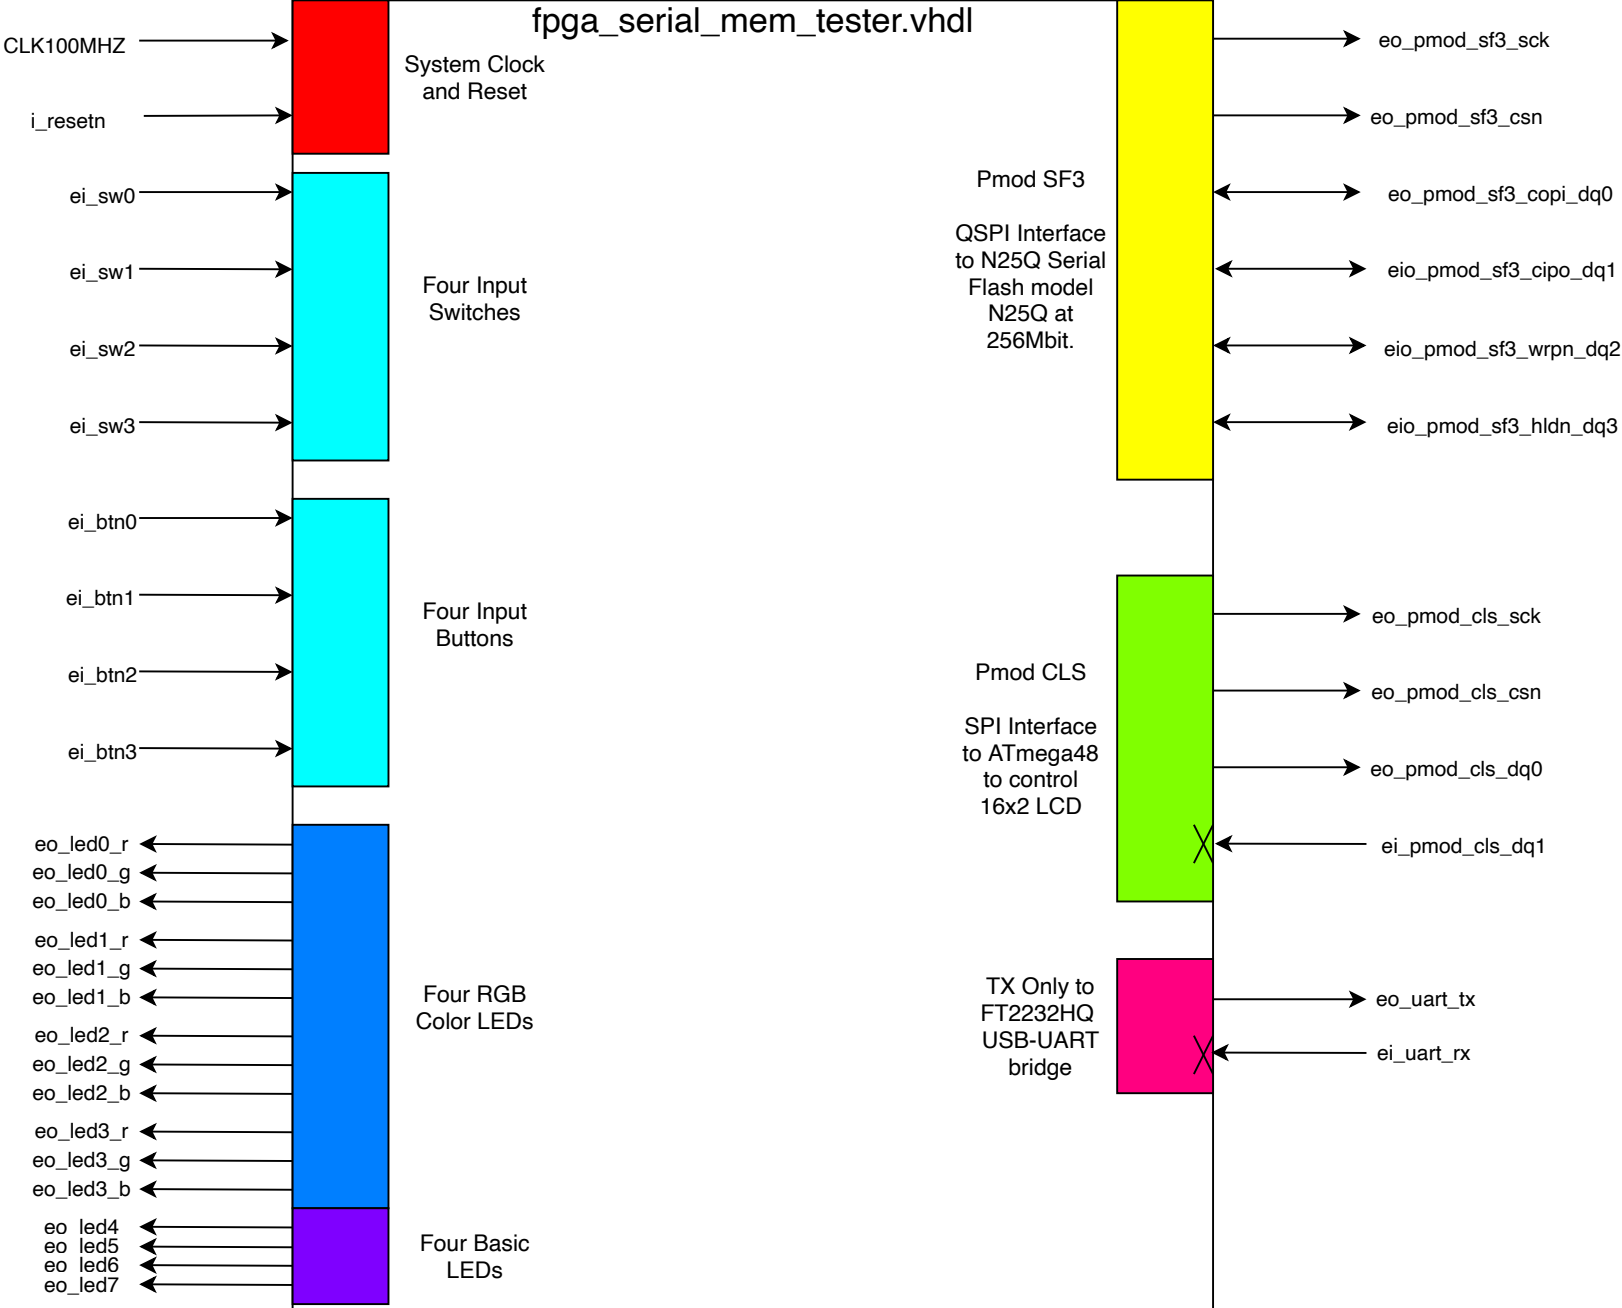 fpga_serial_mem_tester.vhdl
CLK100MHZ
i_resetn
System Clock
and Reset
ei_sw0
ei_sw1
ei_sw2
ei_sw3
Four Input
Switches
ei_btn0
ei_btn1
ei_btn2
ei_btn3
Four Input
Buttons
eo_led0_r
eo_led0_g
eo_led0_b
eo_led1_r
eo_led1_g
eo_led1_b
eo_led2_r
eo_led2_g
eo_led2_b
eo_led3_r
eo_led3_g
eo_led3_b
Four RGB
Color LEDs
eo_led4
eo_led5
eo_led6
eo_led7
Four Basic
LEDs
Pmod SF3
QSPI Interface
to N25Q Serial
Flash model
N25Q at
256Mbit.
eo_pmod_sf3_sck
eo_pmod_sf3_csn
eo_pmod_sf3_copi_dq0
eio_pmod_sf3_cipo_dq1
eio_pmod_sf3_wrpn_dq2
eio_pmod_sf3_hldn_dq3
Pmod CLS
SPI Interface
to ATmega48
to control
16x2 LCD
eo_pmod_cls_sck
eo_pmod_cls_csn
eo_pmod_cls_dq0
ei_pmod_cls_dq1
TX Only to
FT2232HQ
USB-UART
bridge
eo_uart_tx
ei_uart_rx